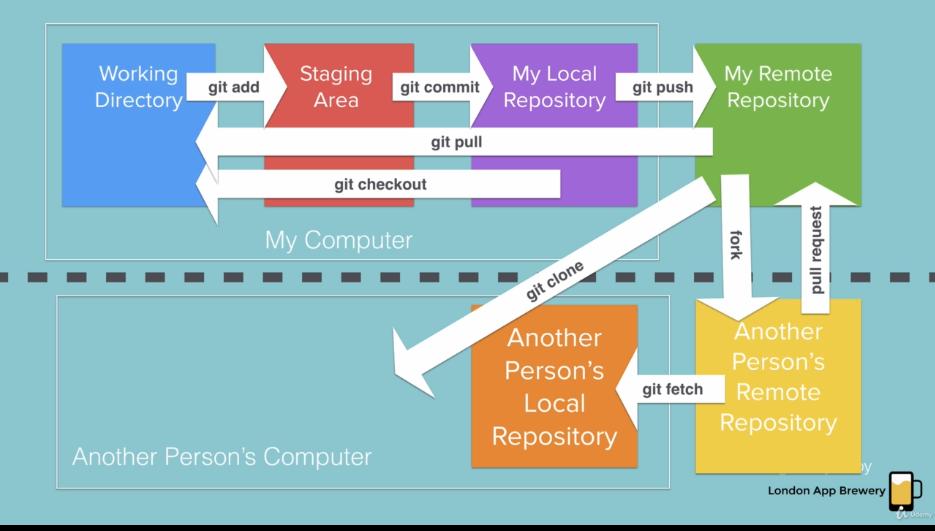 Working
Directory
git add
Staging
Area
git commit
My Local
Repository
git push
My Remote
Repository
git pull
git checkout
My Computer
git clone
fork
pull request
Another
Person's
Local
Repository
git fetch
Another
Person's
Remote
Repository
Another Person's Computer
London App Brewery
Udemy